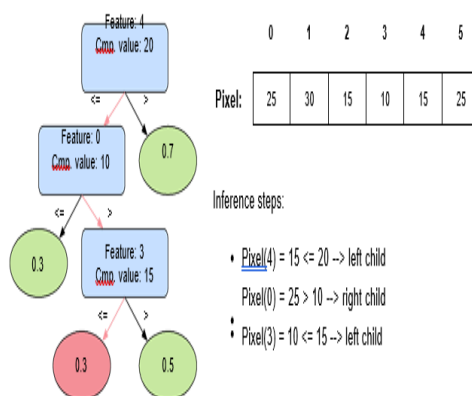 Feature: 4
Cmp. value: 20
<= >
Feature: 0
Cmp. value: 10
0.7
<= >
0.3
Feature: 3
Cmp. value: 15
<= >
0.3
0.5
0 1 2 3 4 5
Pixel: 25 30 15 10 15 25
Inference steps:
• Pixel(4) = 15 <= 20 --> left child
Pixel(0) = 25 > 10 --> right child
•
• Pixel(3) = 10 <= 15 --> left child